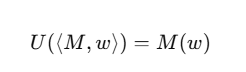 U(⟨M, w⟩) = M(w)